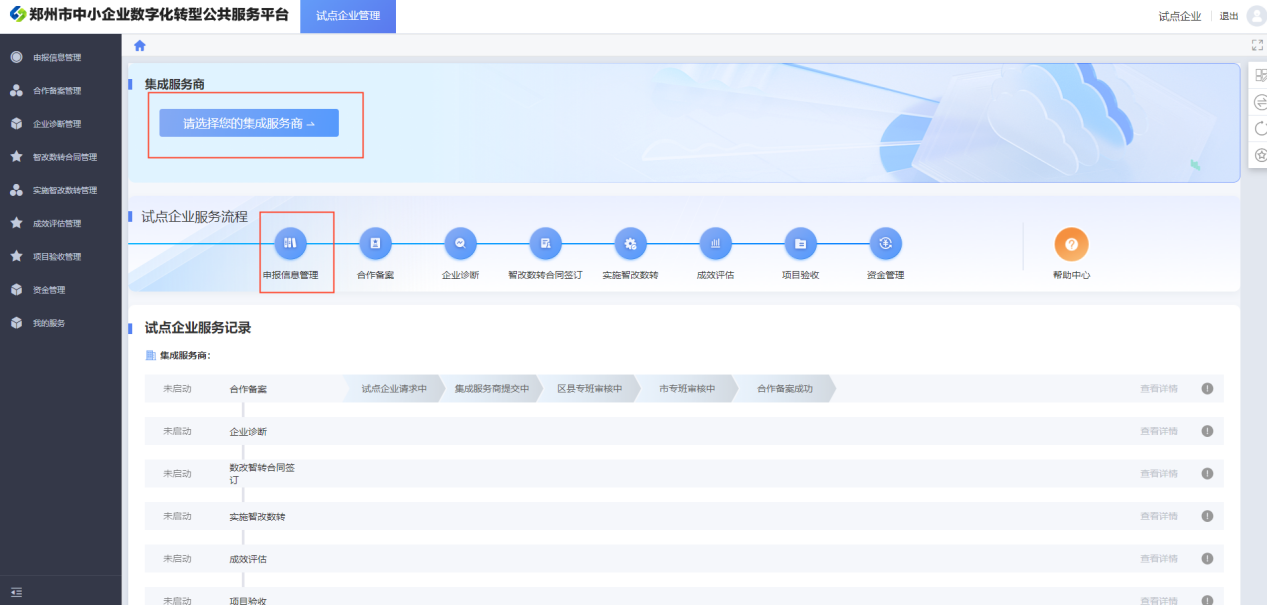 郑州市中小企业数字化转型公共服务平台
试点企业管理
试点企业
退出
申报信息管理
合作备案管理
企业诊断管理
智改数转合同管理
实施智改数转管理
成效评估管理
项目验收管理
资金管理
我的服务
集成服务商
请选择您的集成服务商→
试点企业服务流程
申报信息管理
合作备案
企业诊断
智改数转合同签订
实施智改数转
成效评估
项目验收
资金管理
帮助中心
试点企业服务记录
集成服务商:
未启动 合作备案 试点企业请求中 集成服务商提交中 区县专班审核中 市专班审核中 合作备案成功 查看详情
未启动 企业诊断 查看详情
未启动 数改智转合同签
订 查看详情
未启动 实施智改数转 查看详情
未启动 成效评估 查看详情
未启动 项目验收 查看详情